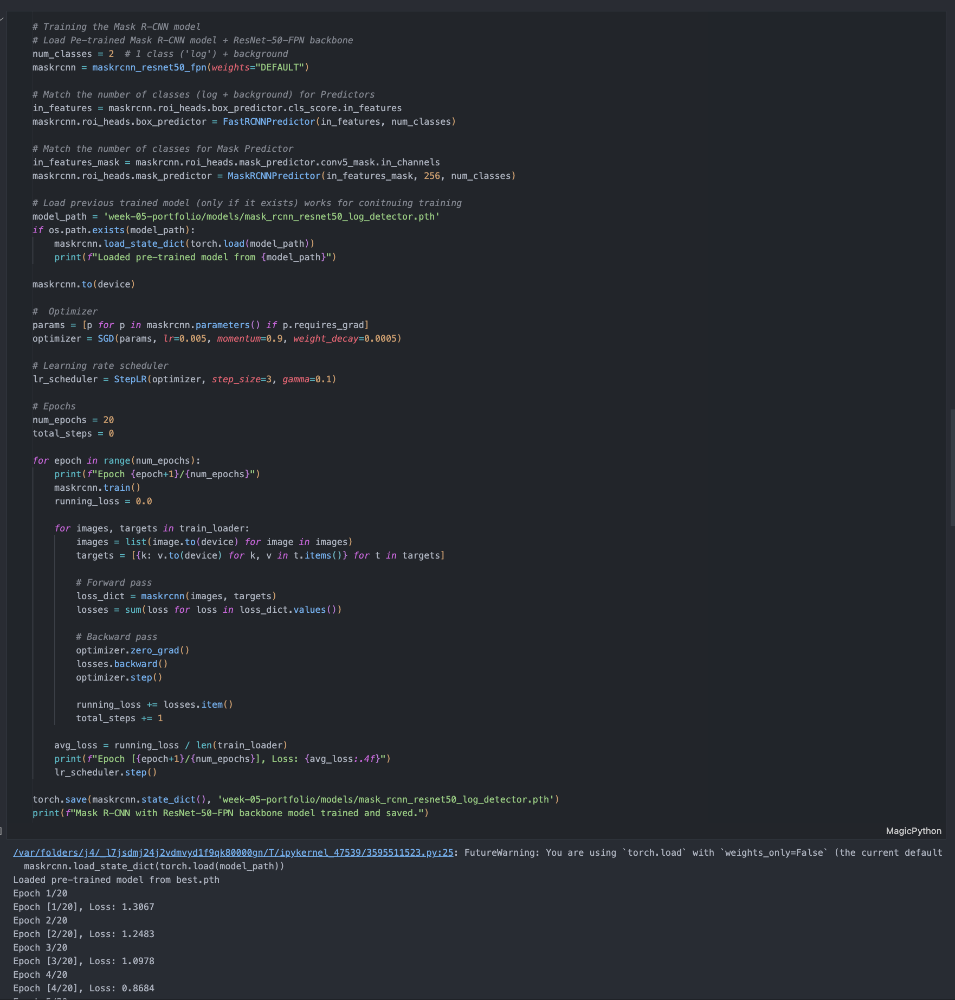 # Training the Mask R-CNN model
# Load Pe-trained Mask R-CNN model + ResNet-50-FPN backbone
num_classes = 2  # 1 class ('log') + background
maskrcnn = maskrcnn_resnet50_fpn(weights="DEFAULT")

# Match the number of classes (log + background) for Predictors
in_features = maskrcnn.roi_heads.box_predictor.cls_score.in_features
maskrcnn.roi_heads.box_predictor = FastRCNNPredictor(in_features, num_classes)

# Match the number of classes for Mask Predictor
in_features_mask = maskrcnn.roi_heads.mask_predictor.conv5_mask.in_channels
maskrcnn.roi_heads.mask_predictor = MaskRCNNPredictor(in_features_mask, 256, num_classes)

# Load previous trained model (only if it exists) works for conitnuing training
model_path = 'week-05-portfolio/models/mask_rcnn_resnet50_log_detector.pth'
if os.path.exists(model_path):
    maskrcnn.load_state_dict(torch.load(model_path))
    print(f"Loaded pre-trained model from {model_path}")

maskrcnn.to(device)

#  Optimizer
params = [p for p in maskrcnn.parameters() if p.requires_grad]
optimizer = SGD(params, lr=0.005, momentum=0.9, weight_decay=0.0005)

# Learning rate scheduler
lr_scheduler = StepLR(optimizer, step_size=3, gamma=0.1)

# Epochs
num_epochs = 20
total_steps = 0

for epoch in range(num_epochs):
    print(f"Epoch {epoch+1}/{num_epochs}")
    maskrcnn.train()
    running_loss = 0.0

    for images, targets in train_loader:
        images = list(image.to(device) for image in images)
        targets = [{k: v.to(device) for k, v in t.items()} for t in targets]

        # Forward pass
        loss_dict = maskrcnn(images, targets)
        losses = sum(loss for loss in loss_dict.values())

        # Backward pass
        optimizer.zero_grad()
        losses.backward()
        optimizer.step()

        running_loss += losses.item()
        total_steps += 1

    avg_loss = running_loss / len(train_loader)
    print(f"Epoch [{epoch+1}/{num_epochs}], Loss: {avg_loss:.4f}")
    lr_scheduler.step()

torch.save(maskrcnn.state_dict(), 'week-05-portfolio/models/mask_rcnn_resnet50_log_detector.pth')
print(f"Mask R-CNN with ResNet-50-FPN backbone model trained and saved.")
MagicPython
/var/folders/j4/_l7jsdmj24j2vdmvyd1f9qk80000gn/T/ipykernel_47539/3595511523.py:25: FutureWarning: You are using `torch.load` with `weights_only=False` (the current default
  maskrcnn.load_state_dict(torch.load(model_path))
Loaded pre-trained model from best.pth
Epoch 1/20
Epoch [1/20], Loss: 1.3067
Epoch 2/20
Epoch [2/20], Loss: 1.2483
Epoch 3/20
Epoch [3/20], Loss: 1.0978
Epoch 4/20
Epoch [4/20], Loss: 0.8684